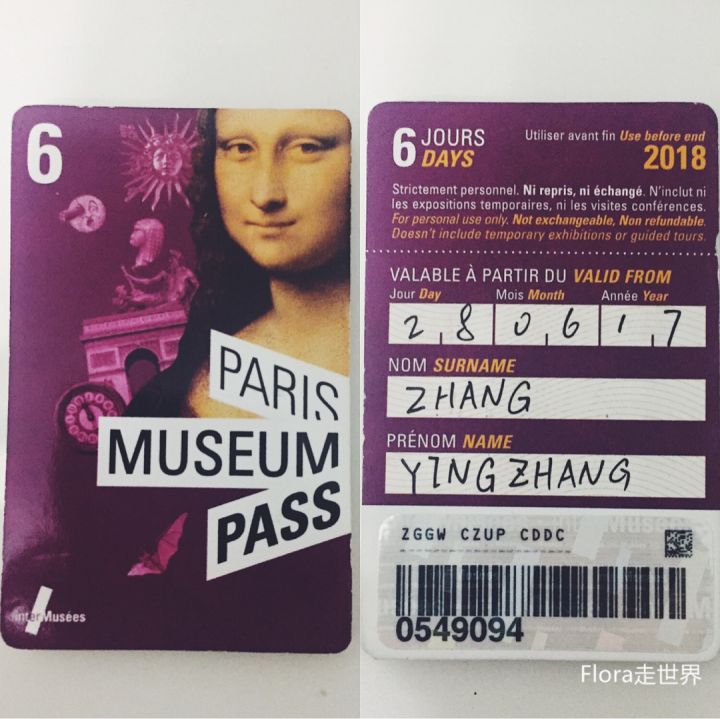 6
PARIS
MUSEUM
PASS
interMusées
6 JOURS
DAYS
Utiliser avant fin Use before end
2018
Strictement personnel. Ni repris, ni échangé. N'inclut ni
les expositions temporaires, ni les visites conférences.
For personal use only. Not exchangeable, Non refundable.
Doesn't include temporary exhibitions or guided tours.
VALABLE À PARTIR DU VALID FROM
Jour Day Mois Month Année Year
2 8 0 6 1 7
NOM SURNAME
ZHANG
PRÉNOM NAME
YINGZHANG
ZGGW CZUP CDDC
0549094
Flora走世界